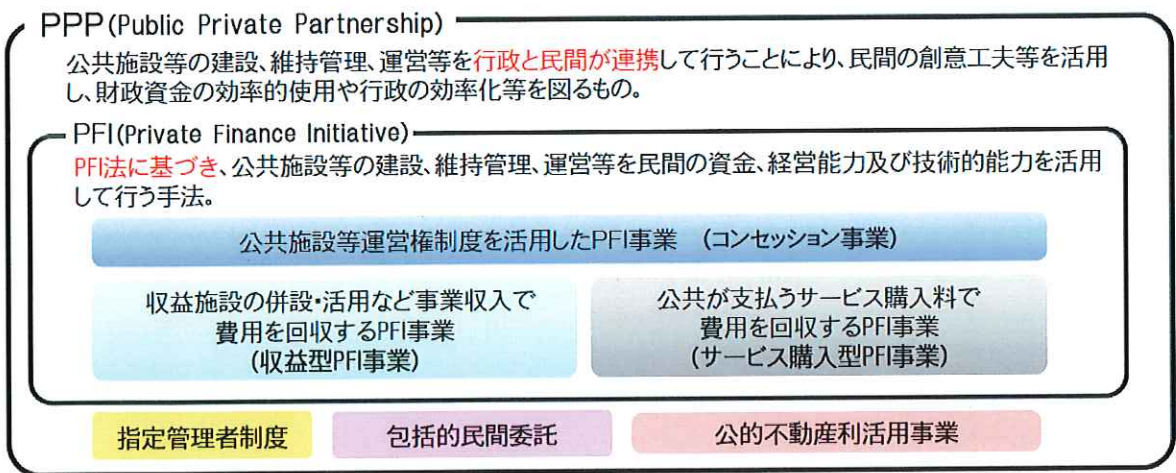 PPP(Public Private Partnership)
公共施設等の建設、維持管理、運営等を行政と民間が連携して行うことにより、民間の創意工夫等を活用
し、財政資金の効率的使用や行政の効率化等を図るもの。
PFI(Private Finance Initiative)
PFI法に基づき、公共施設等の建設、維持管理、運営等を民間の資金、経営能力及び技術的能力を活用
して行う手法。
公共施設等運営権制度を活用したPFI事業 (コンセッション事業)
収益施設の併設・活用など事業収入で
費用を回収するPFI事業
(収益型PFI事業)
公共が支払うサービス購入料で
費用を回収するPFI事業
(サービス購入型PFI事業)
指定管理者制度
包括的民間委託
公的不動産利活用事業